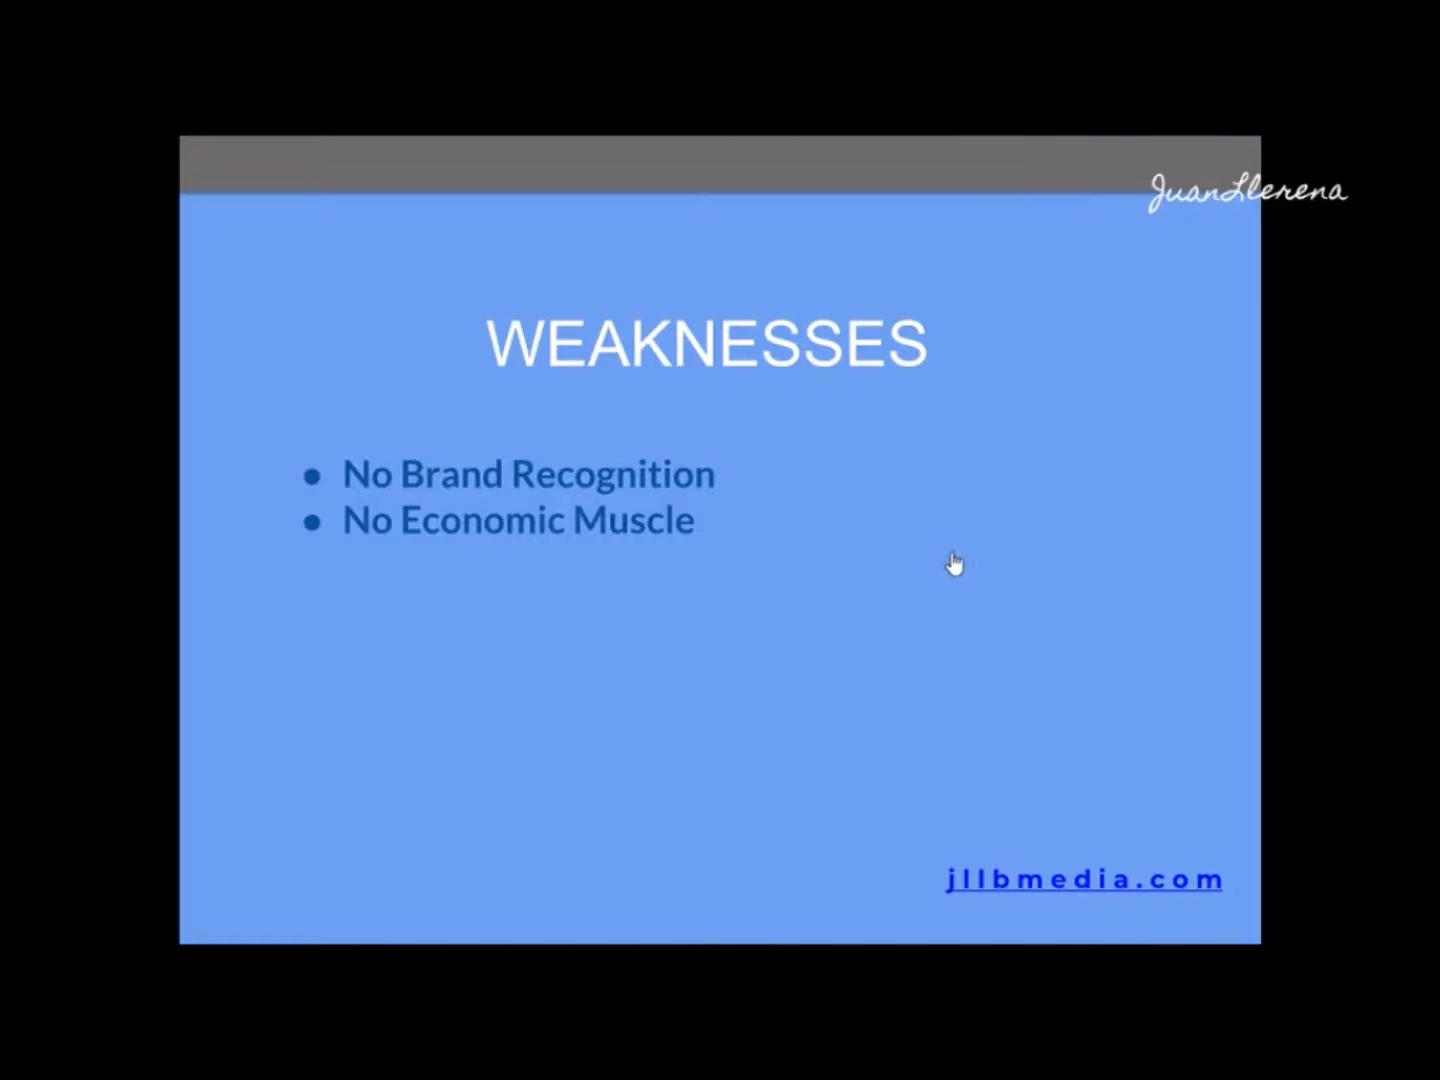 JuanLlerena
WEAKNESSES
● No Brand Recognition
● No Economic Muscle
jllbmedia.com